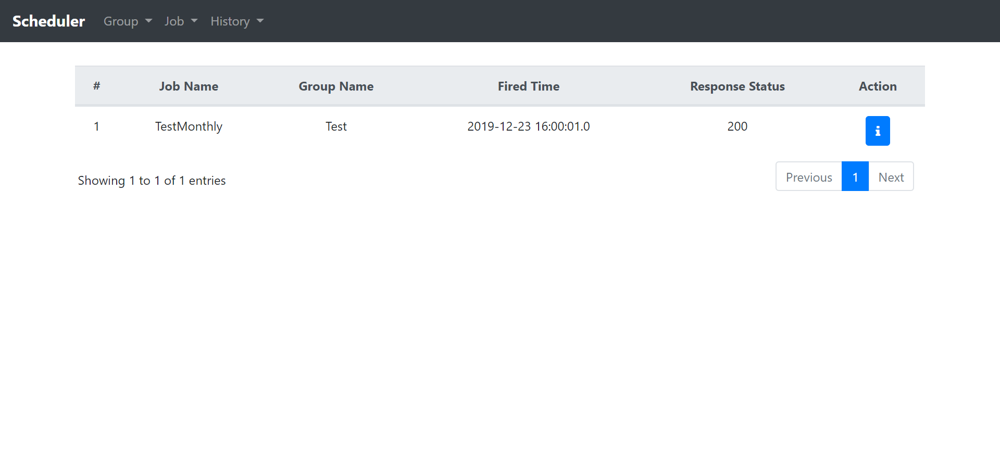 Scheduler Group Job History
# Job Name Group Name Fired Time Response Status Action
1 TestMonthly Test 2019-12-23 16:00:01.0 200
Showing 1 to 1 of 1 entries Previous 1 Next